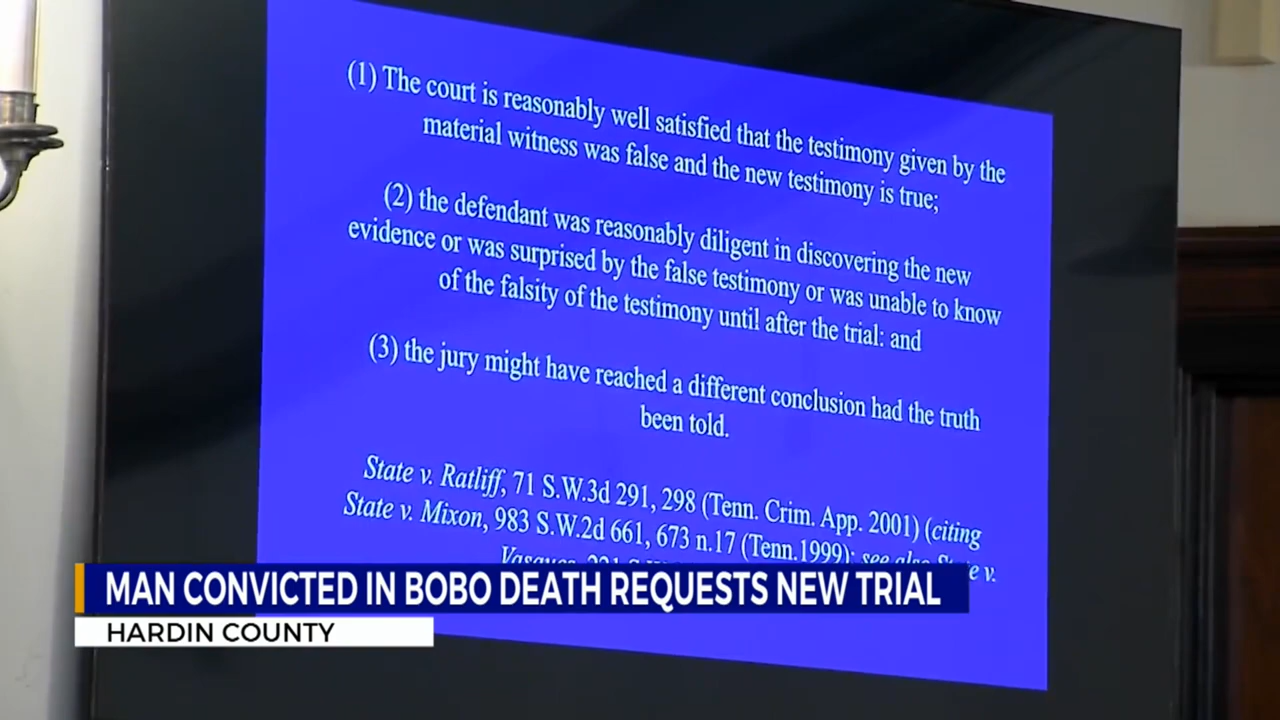 (1) The court is reasonably well satisfied that the testimony given by the
material witness was false and the new testimony is true;
(2) the defendant was reasonably diligent in discovering the new
evidence or was surprised by the false testimony or was unable to know
of the falsity of the testimony until after the trial: and
(3) the jury might have reached a different conclusion had the truth
been told.
State v. Ratliff, 71 S.W.3d 291, 298 (Tenn. Crim. App. 2001) (citing
State v. Mixon, 983 S.W.2d 661, 673 n.17 (Tenn.1999); see also State v.
MAN CONVICTED IN BOBO DEATH REQUESTS NEW TRIAL
HARDIN COUNTY